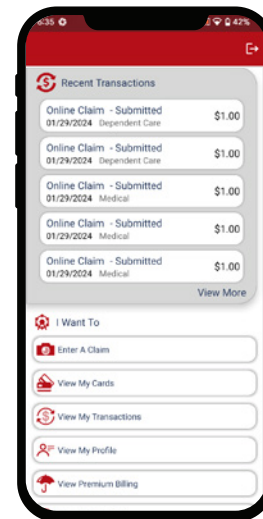 6:35
42%
Recent Transactions
Online Claim - Submitted
01/29/2024 Dependent Care
$1.00
Online Claim - Submitted
01/29/2024 Dependent Care
$1.00
Online Claim - Submitted
01/29/2024 Medical
$1.00
Online Claim - Submitted
01/29/2024 Medical
$1.00
Online Claim - Submitted
01/29/2024 Medical
$1.00
View More
I Want To
Enter A Claim
View My Cards
View My Transactions
View My Profile
View Premium Billing